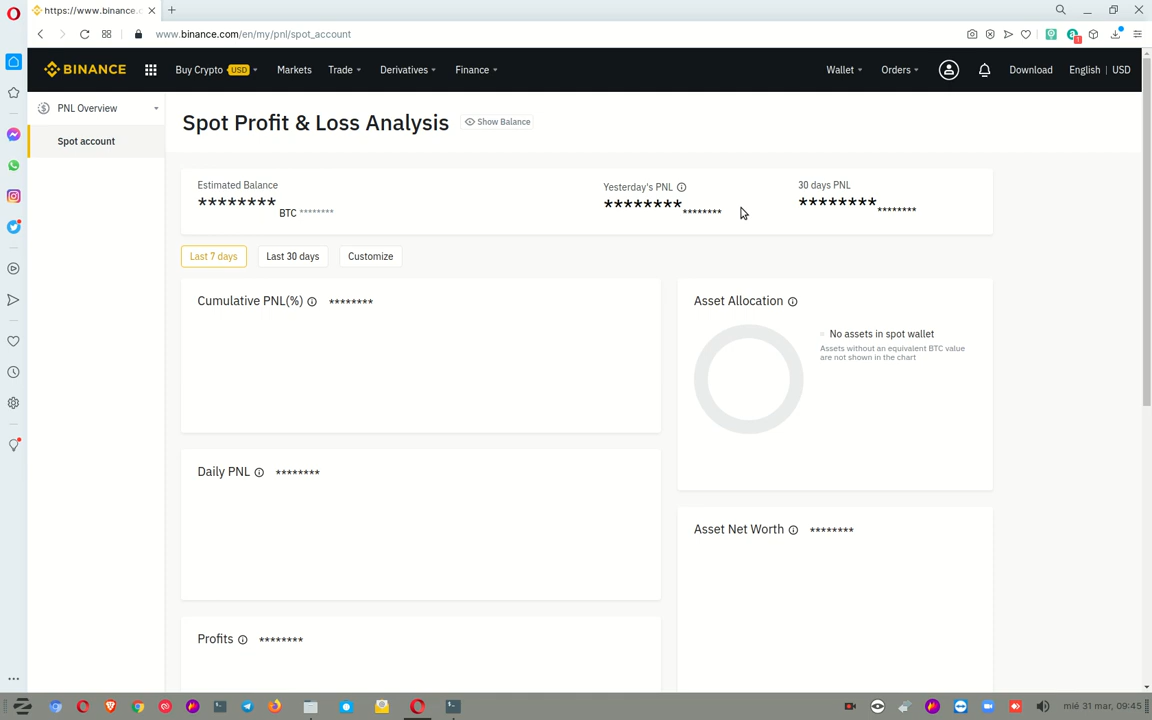 https://www.binance.c
www.binance.com/en/my/pnl/spot_account
1
BINANCE
Buy Crypto USD
Markets
Trade
Derivatives
Finance
Wallet
Orders
Download
English | USD
PNL Overview
Spot account
Spot Profit & Loss Analysis
Show Balance
Estimated Balance
******** BTC ********
Yesterday's PNL
******** ********
30 days PNL
******** ********
Last 7 days
Last 30 days
Customize
Cumulative PNL(%) ********
Asset Allocation
No assets in spot wallet
Assets without an equivalent BTC value
are not shown in the chart
Daily PNL ********
Asset Net Worth ********
Profits ********
mié 31 mar, 09:45